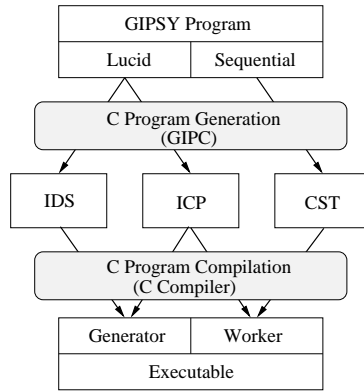 GIPSY Program
Lucid Sequential
C Program Generation
(GIPC)
IDS ICP CST
C Program Compilation
(C Compiler)
Generator Worker
Executable